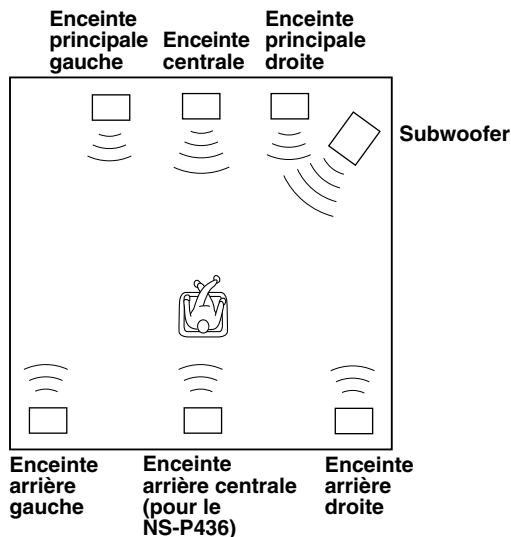 Enceinte
principale
gauche
Enceinte
centrale
Enceinte
principale
droite
Subwoofer
Enceinte
arrière
gauche
Enceinte
arrière centrale
(pour le
NS-P436)
Enceinte
arrière
droite